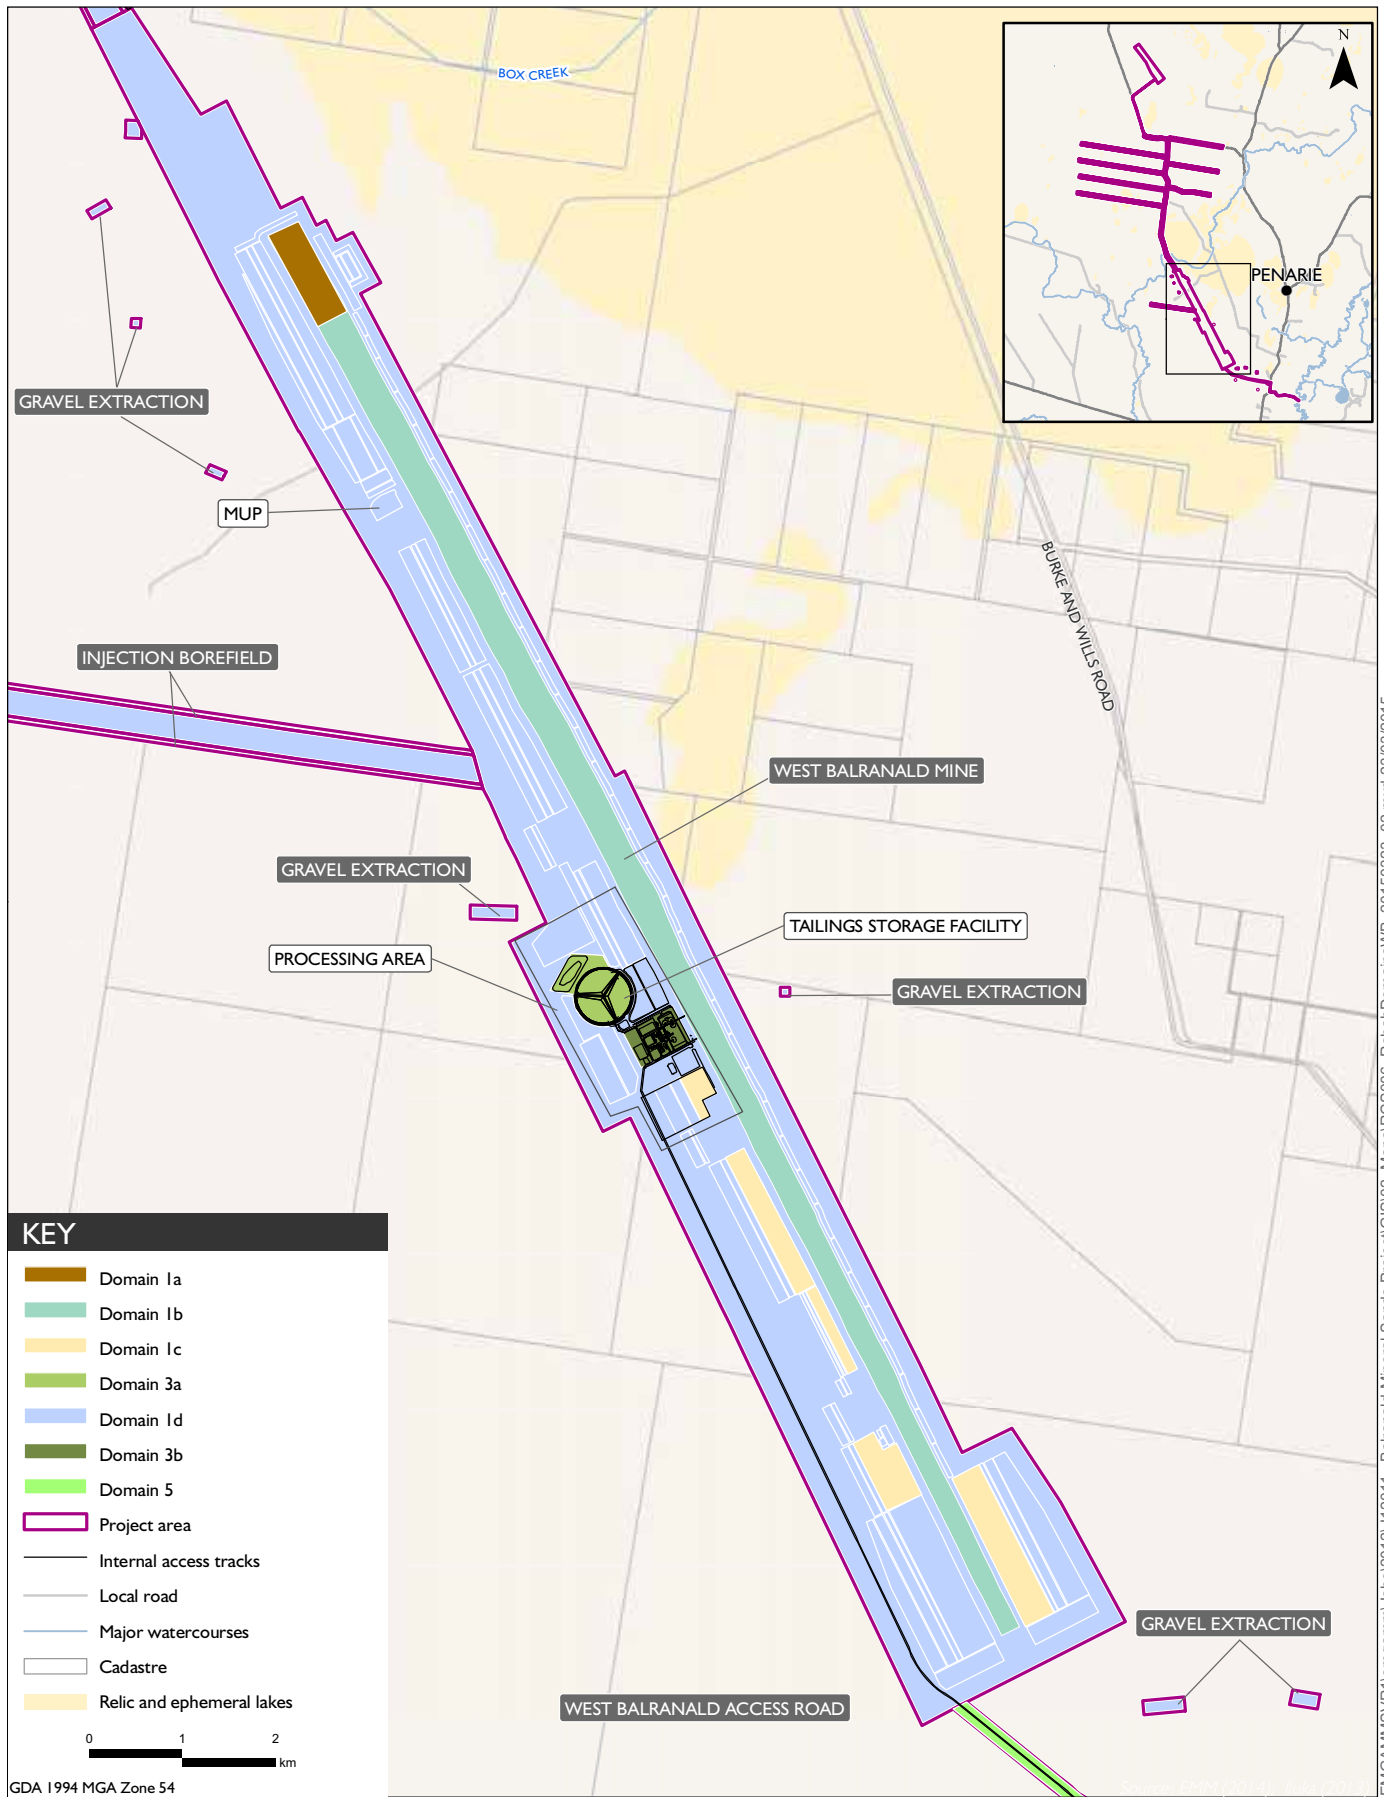 BOX CREEK
N
PENARIE
GRAVEL EXTRACTION
MUP
BURKE AND WILLS ROAD
INJECTION BOREFIELD
WEST BALRANALD MINE
GRAVEL EXTRACTION
TAILINGS STORAGE FACILITY
PROCESSING AREA
GRAVEL EXTRACTION
KEY
Domain 1a
Domain 1b
Domain 1c
Domain 3a
Domain 1d
Domain 3b
Domain 5
Project area
Internal access tracks
Local road
Major watercourses
Cadastre
Relic and ephemeral lakes
0 1 2
km
GDA 1994 MGA Zone 54
GRAVEL EXTRACTION
WEST BALRANALD ACCESS ROAD